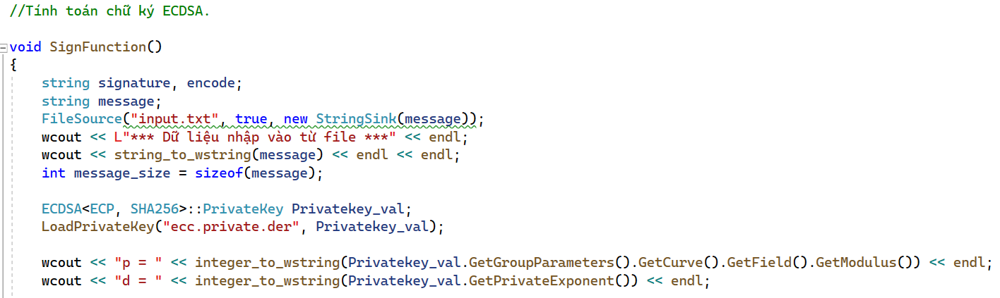 //Tính toán chữ ký ECDSA.
void SignFunction()
{
string signature, encode;
string message;
FileSource("input.txt", true, new StringSink(message));
wcout << L"*** Dữ liệu nhập vào từ file ***" << endl;
wcout << string_to_wstring(message) << endl << endl;
int message_size = sizeof(message);
ECDSA<ECP, SHA256>::PrivateKey Privatekey_val;
LoadPrivateKey("ecc.private.der", Privatekey_val);
wcout << "p = " << integer_to_wstring(Privatekey_val.GetGroupParameters().GetCurve().GetField().GetModulus()) << endl;
wcout << "d = " << integer_to_wstring(Privatekey_val.GetPrivateExponent()) << endl;